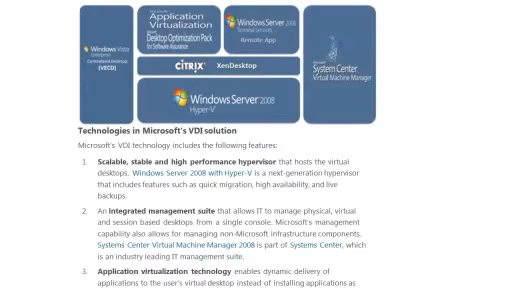 Application
Virtualization
Desktop Optimization Pack
for Software Assurance
Windows Server 2008
Terminal Services
Remote App
Windows Vista
Enterprise
Centralized Desktop
(VECD)
CITRIX XenDesktop
Microsoft
System Center
Virtual Machine Manager
Windows Server 2008
Hyper-V
Technologies in Microsoft's VDI solution
Microsoft's VDI technology includes the following features:
1. Scalable, stable and high performance hypervisor that hosts the virtual
desktops. Windows Server 2008 with Hyper-V is a next-generation hypervisor
that includes features such as quick migration, high availability, and live
backups.
2. An integrated management suite that allows IT to manage physical, virtual
and session based desktops from a single console. Microsoft's management
capability also allows for managing non-Microsoft infrastructure components.
Systems Center Virtual Machine Manager 2008 is part of Systems Center, which
is an industry leading IT management suite.
3. Application virtualization technology enables dynamic delivery of
applications to the user's virtual desktop instead of installing applications as